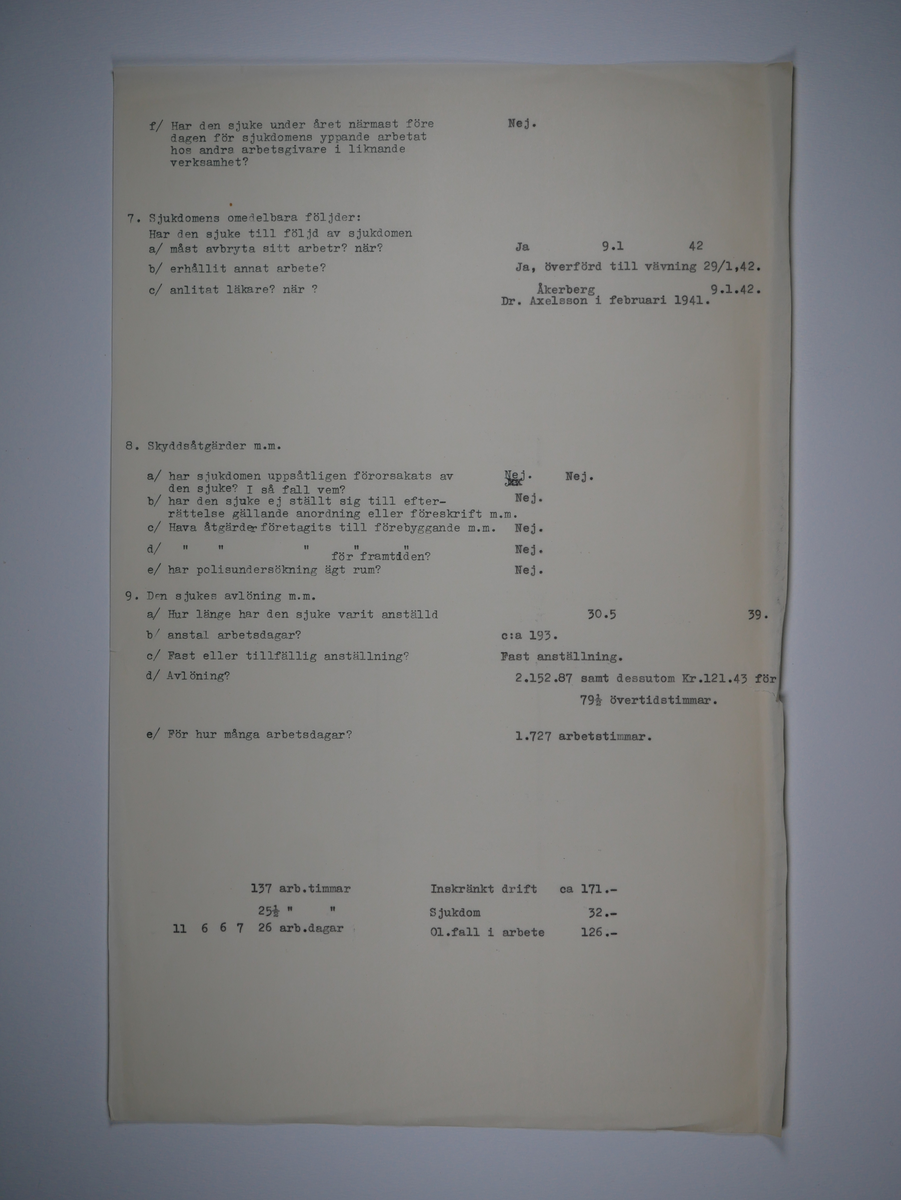 f/ Har den sjuke under året närmast före Nej.
dagen för sjukdomens yppande arbetat
hos andra arbetsgivare i liknande
verksamhet?
7. Sjukdomens omedelbara följder:
Har den sjuke till följd av sjukdomen
a/ måst avbryta sitt arbetr? när? Ja 9.1 42
b/ erhållit annat arbete? Ja, överförd till vävning 29/1,42.
c/ anlitat läkare? när ? Åkerberg 9.1.42.
Dr. Axelsson i februari 1941.
8. Skyddsåtgärder m.m.
a/ har sjukdomen uppsåtligen förorsakats av Nej. Nej.
den sjuke? I så fall vem?
b/ har den sjuke ej ställt sig till efter- Nej.
rättelse gällande anordning eller föreskrift m.m.
c/ Hava åtgärder företagits till förebyggande m.m. Nej.
d/ " " " " " Nej.
för framtiden?
e/ har polisundersökning ägt rum? Nej.
9. Den sjukes avlöning m.m.
a/ Hur länge har den sjuke varit anställd 30.5 39.
b/ anstal arbetsdagar? c:a 193.
c/ Fast eller tillfällig anställning? Fast anställning.
d/ Avlöning? 2.152.87 samt dessutom Kr.121.43 för
79½ övertidstimmar.
e/ För hur många arbetsdagar? 1.727 arbetstimmar.
137 arb.timmar Inskränkt drift ca 171.-
25½ " " Sjukdom 32.-
11 6 6 7 26 arb.dagar Ol.fall i arbete 126.-